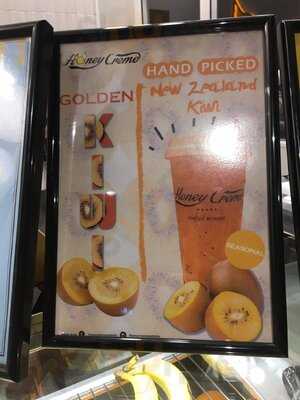 Honey Creme
GOLDEN
KIWI
HAND PICKED
New Zealand
Kiwi
Honey Creme
SEASONAL